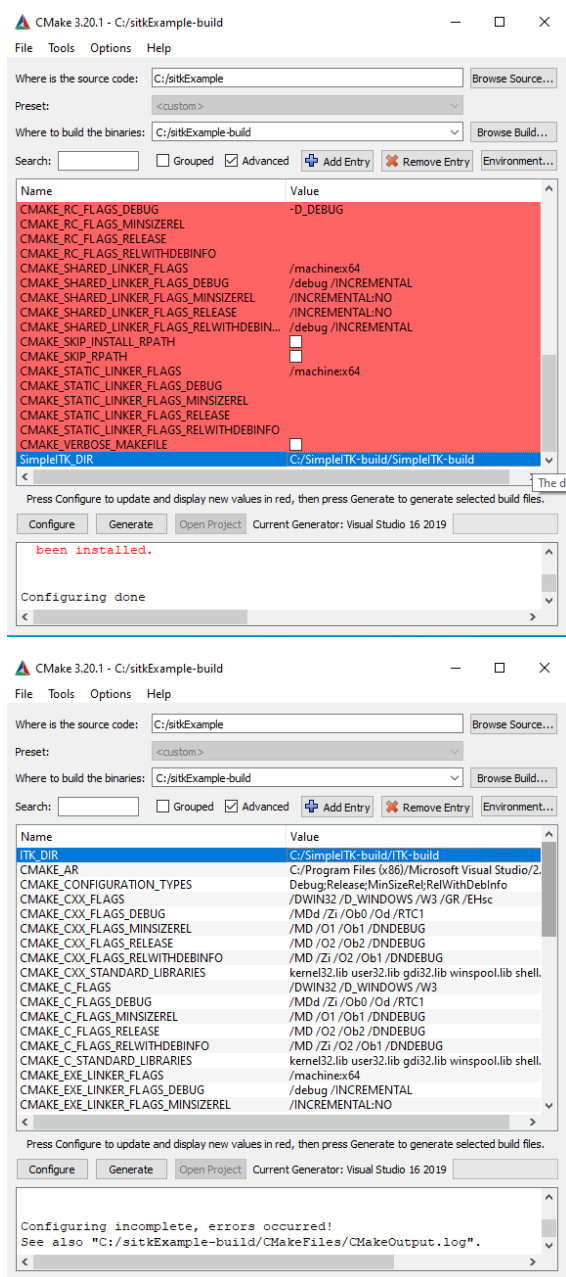 CMake 3.20.1 - C:/sitkExample-build
File Tools Options Help
Where is the source code: C:/sitkExample Browse Source...
Preset: <custom>
Where to build the binaries: C:/sitkExample-build Browse Build...
Search: Grouped Advanced Add Entry Remove Entry Environment...
Name Value
CMAKE_RC_FLAGS_DEBUG -D_DEBUG
CMAKE_RC_FLAGS_MINSIZEREL
CMAKE_RC_FLAGS_RELEASE
CMAKE_RC_FLAGS_RELWITHDEBINFO
CMAKE_SHARED_LINKER_FLAGS /machine:x64
CMAKE_SHARED_LINKER_FLAGS_DEBUG /debug /INCREMENTAL
CMAKE_SHARED_LINKER_FLAGS_MINSIZEREL /INCREMENTAL:NO
CMAKE_SHARED_LINKER_FLAGS_RELEASE /INCREMENTAL:NO
CMAKE_SHARED_LINKER_FLAGS_RELWITHDEBIN... /debug /INCREMENTAL
CMAKE_SKIP_INSTALL_RPATH
CMAKE_SKIP_RPATH
CMAKE_STATIC_LINKER_FLAGS /machine:x64
CMAKE_STATIC_LINKER_FLAGS_DEBUG
CMAKE_STATIC_LINKER_FLAGS_MINSIZEREL
CMAKE_STATIC_LINKER_FLAGS_RELEASE
CMAKE_STATIC_LINKER_FLAGS_RELWITHDEBINFO
CMAKE_VERBOSE_MAKEFILE
SimpleITK_DIR C:/SimpleITK-build/SimpleITK-build
The d
Press Configure to update and display new values in red, then press Generate to generate selected build files.
Configure Generate Open Project Current Generator: Visual Studio 16 2019
been installed.
Configuring done
CMake 3.20.1 - C:/sitkExample-build
File Tools Options Help
Where is the source code: C:/sitkExample Browse Source...
Preset: <custom>
Where to build the binaries: C:/sitkExample-build Browse Build...
Search: Grouped Advanced Add Entry Remove Entry Environment...
Name Value
ITK_DIR C:/SimpleITK-build/ITK-build
CMAKE_AR C:/Program Files (x86)/Microsoft Visual Studio/2.
CMAKE_CONFIGURATION_TYPES Debug;Release;MinSizeRel;RelWithDebInfo
CMAKE_CXX_FLAGS /DWIN32 /D_WINDOWS /W3 /GR /EHsc
CMAKE_CXX_FLAGS_DEBUG /MDd /Zi /Ob0 /Od /RTC1
CMAKE_CXX_FLAGS_MINSIZEREL /MD /O1 /Ob1 /DNDEBUG
CMAKE_CXX_FLAGS_RELEASE /MD /O2 /Ob2 /DNDEBUG
CMAKE_CXX_FLAGS_RELWITHDEBINFO /MD /Zi /O2 /Ob1 /DNDEBUG
CMAKE_CXX_STANDARD_LIBRARIES kernel32.lib user32.lib gdi32.lib winspool.lib shell.
CMAKE_C_FLAGS /DWIN32 /D_WINDOWS /W3
CMAKE_C_FLAGS_DEBUG /MDd /Zi /Ob0 /Od /RTC1
CMAKE_C_FLAGS_MINSIZEREL /MD /O1 /Ob1 /DNDEBUG
CMAKE_C_FLAGS_RELEASE /MD /O2 /Ob2 /DNDEBUG
CMAKE_C_FLAGS_RELWITHDEBINFO /MD /Zi /O2 /Ob1 /DNDEBUG
CMAKE_C_STANDARD_LIBRARIES kernel32.lib user32.lib gdi32.lib winspool.lib shell.
CMAKE_EXE_LINKER_FLAGS /machine:x64
CMAKE_EXE_LINKER_FLAGS_DEBUG /debug /INCREMENTAL
CMAKE_EXE_LINKER_FLAGS_MINSIZEREL /INCREMENTAL:NO
Press Configure to update and display new values in red, then press Generate to generate selected build files.
Configure Generate Open Project Current Generator: Visual Studio 16 2019
Configuring incomplete, errors occurred!
See also "C:/sitkExample-build/CMakeFiles/CMakeOutput.log".